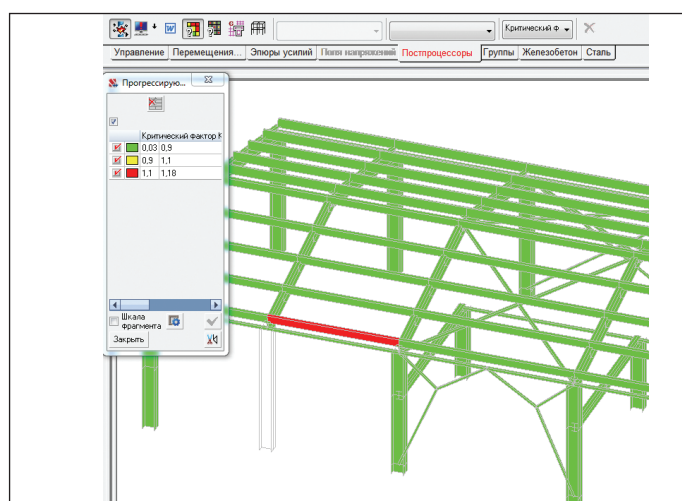 Критический ф
Управление Перемещения... Эпюры усилий Поля напряжений Постпроцессоры Группы Железобетон Сталь
Прогрессирую...
Критический фактор К
0,03 0,9
0,9 1,1
1,1 1,18
Шкала
фрагмента
Закрыть